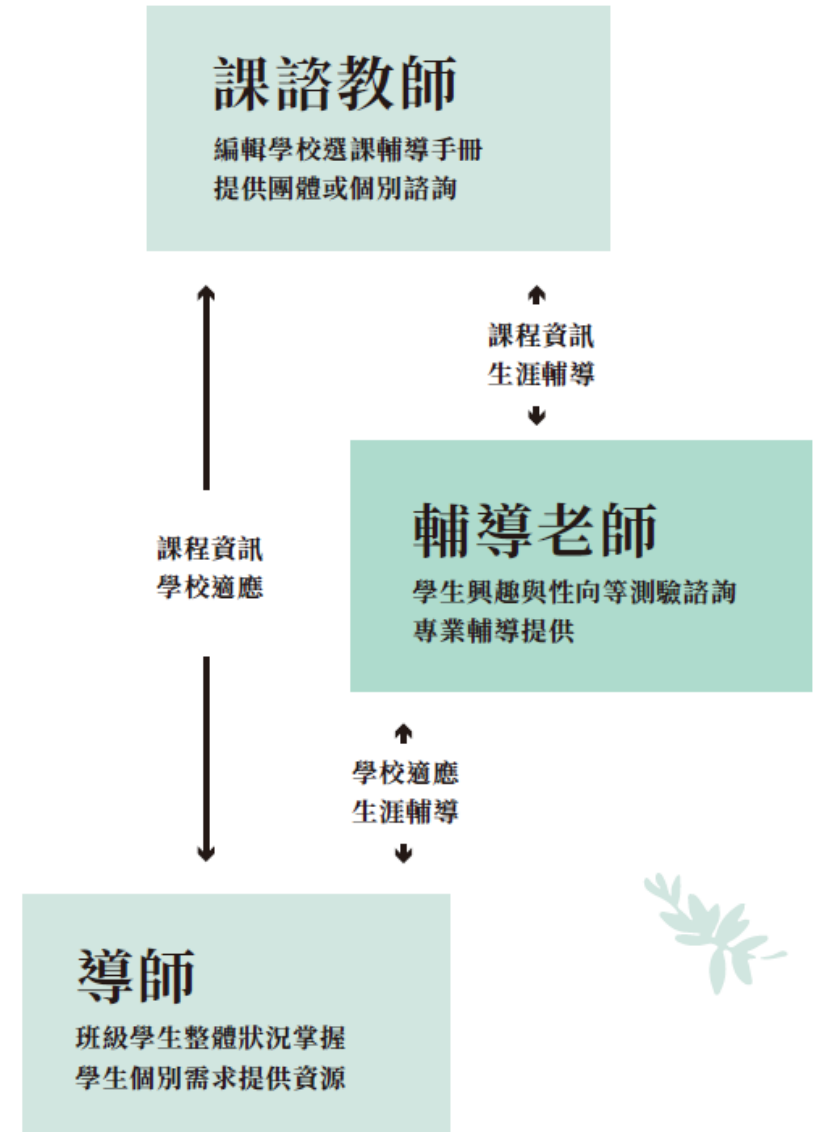 課諮教師
編輯學校選課輔導手冊
提供團體或個別諮詢
課程資訊
生涯輔導
輔導老師
學生興趣與性向等測驗諮詢
專業輔導提供
課程資訊
學校適應
學校適應
生涯輔導
導師
班級學生整體狀況掌握
學生個別需求提供資源